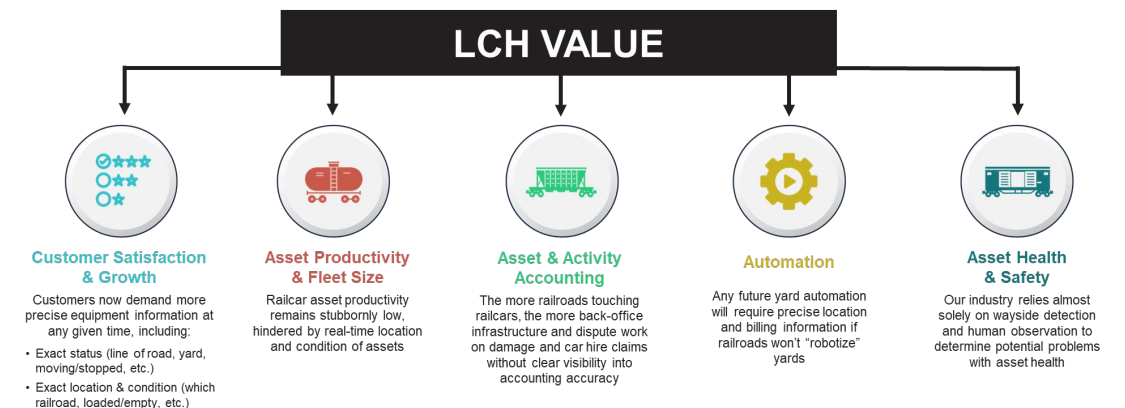 LCH VALUE
Customer Satisfaction
& Growth
Customers now demand more
precise equipment information at
any given time, including:
• Exact status (line of road, yard,
moving/stopped, etc.)
• Exact location & condition (which
railroad, loaded/empty, etc.)
Asset Productivity
& Fleet Size
Railcar asset productivity
remains stubbornly low,
hindered by real-time location
and condition of assets
Asset & Activity
Accounting
The more railroads touching
railcars, the more back-office
infrastructure and dispute work
on damage and car hire claims
without clear visibility into
accounting accuracy
Automation
Any future yard automation
will require precise location
and billing information if
railroads won't “robotize”
yards
Asset Health
& Safety
Our industry relies almost
solely on wayside detection
and human observation to
determine potential problems
with asset health